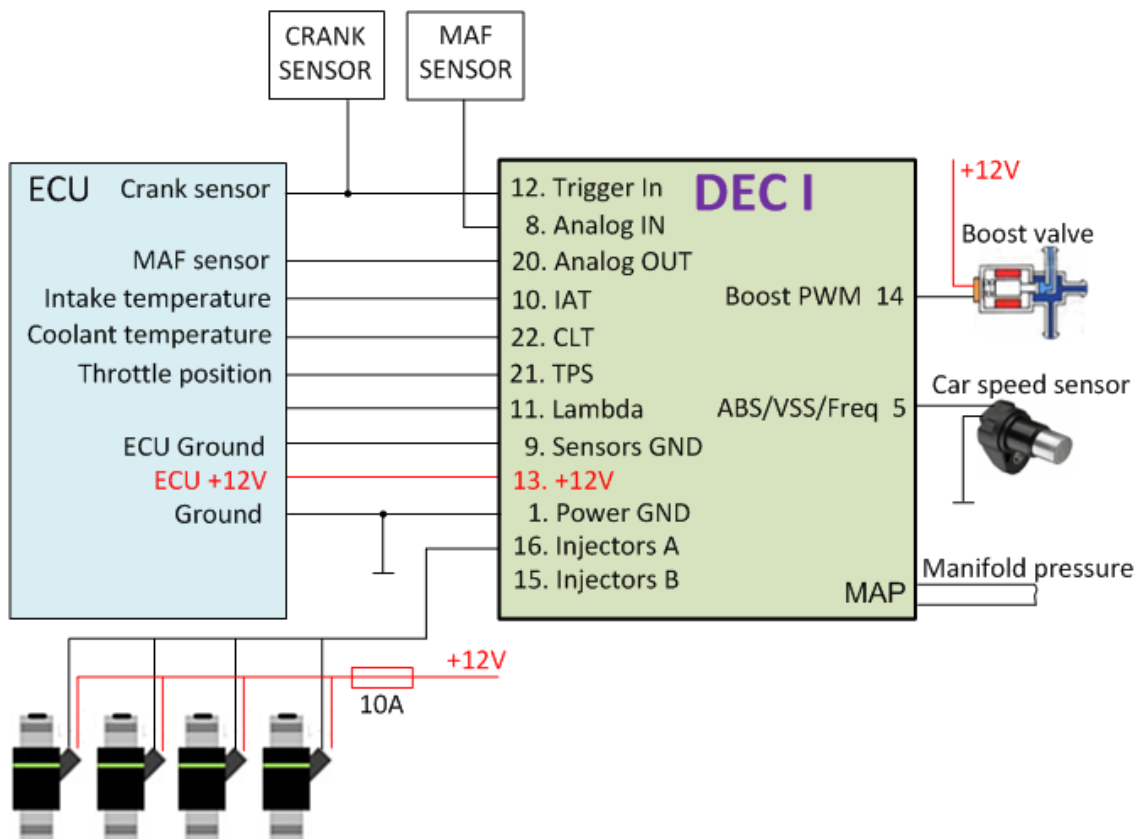 CRANK
SENSOR
MAF
SENSOR
ECU
Crank sensor
MAF sensor
Intake temperature
Coolant temperature
Throttle position
ECU Ground
ECU +12V
Ground
DEC I
12. Trigger In
8. Analog IN
20. Analog OUT
10. IAT
22. CLT
21. TPS
11. Lambda
9. Sensors GND
13. +12V
1. Power GND
16. Injectors A
15. Injectors B
Boost PWM 14
ABS/VSS/Freq 5
MAP
+12V
Boost valve
Car speed sensor
Manifold pressure
+12V
10A